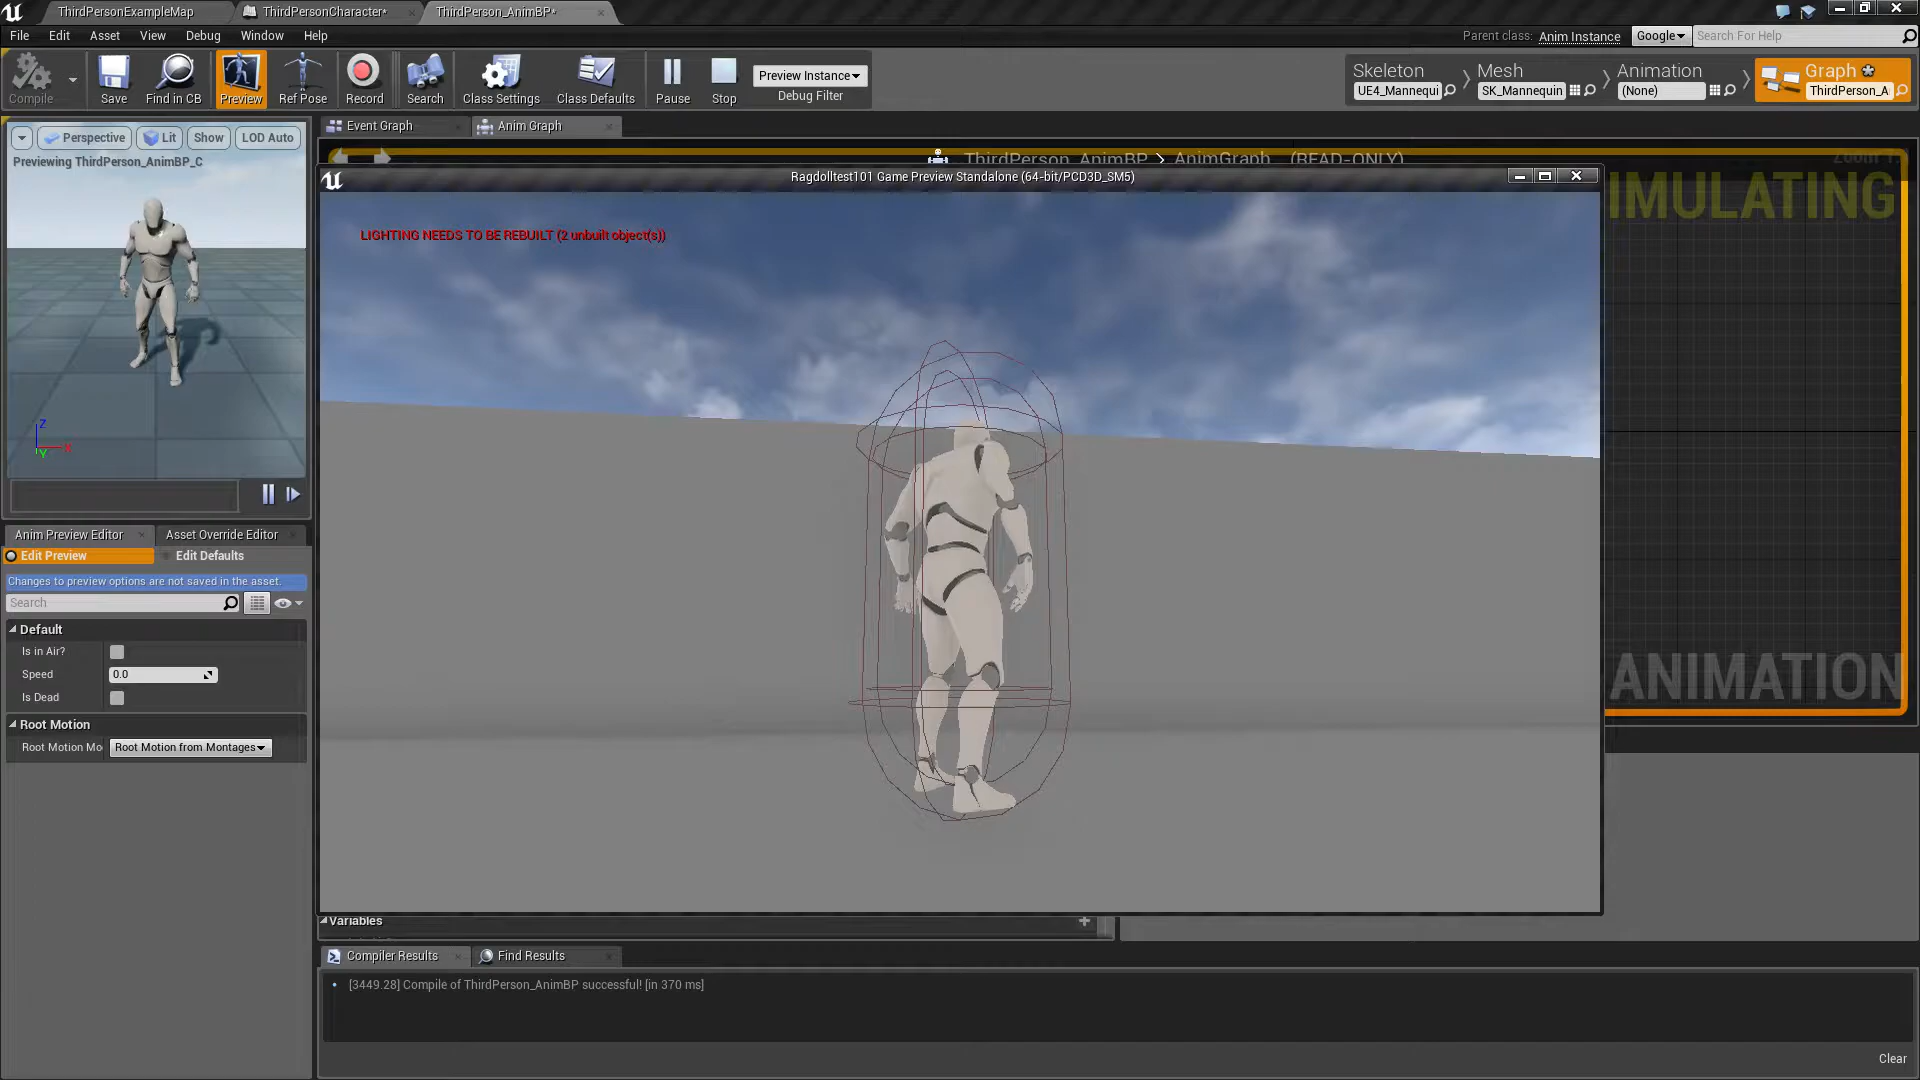 ThirdPersonExampleMap
ThirdPersonCharacter*
ThirdPerson_AnimBP*
File Edit Asset View Debug Window Help
Parent class: Anim Instance
Google
Search For Help
Compile
Save
Find in CB
Preview
Ref Pose
Record
Search
Class Settings
Class Defaults
Pause
Stop
Preview Instance
Debug Filter
Skeleton
UE4_Mannequi
Mesh
SK_Mannequin
Animation
(None)
Graph
ThirdPerson_A
Perspective
Lit
Show
LOD Auto
Previewing ThirdPerson_AnimBP_C
Event Graph
Anim Graph
ThirdPerson_AnimBP > AnimGraph (READ-ONLY)
IMULATING
Ragdolltest101 Game Preview Standalone (64-bit/PCD3D_SM5)
LIGHTING NEEDS TO BE REBUILT (2 unbuilt object(s))
Z
X
Y
Anim Preview Editor
Asset Override Editor
Edit Preview
Edit Defaults
Changes to preview options are not saved in the asset.
Search
Default
Is in Air?
Speed 0.0
Is Dead
Root Motion
Root Motion Mo Root Motion from Montages
ANIMATION
Variables
Compiler Results
Find Results
[3449.28] Compile of ThirdPerson_AnimBP successful! [in 370 ms]
Clear